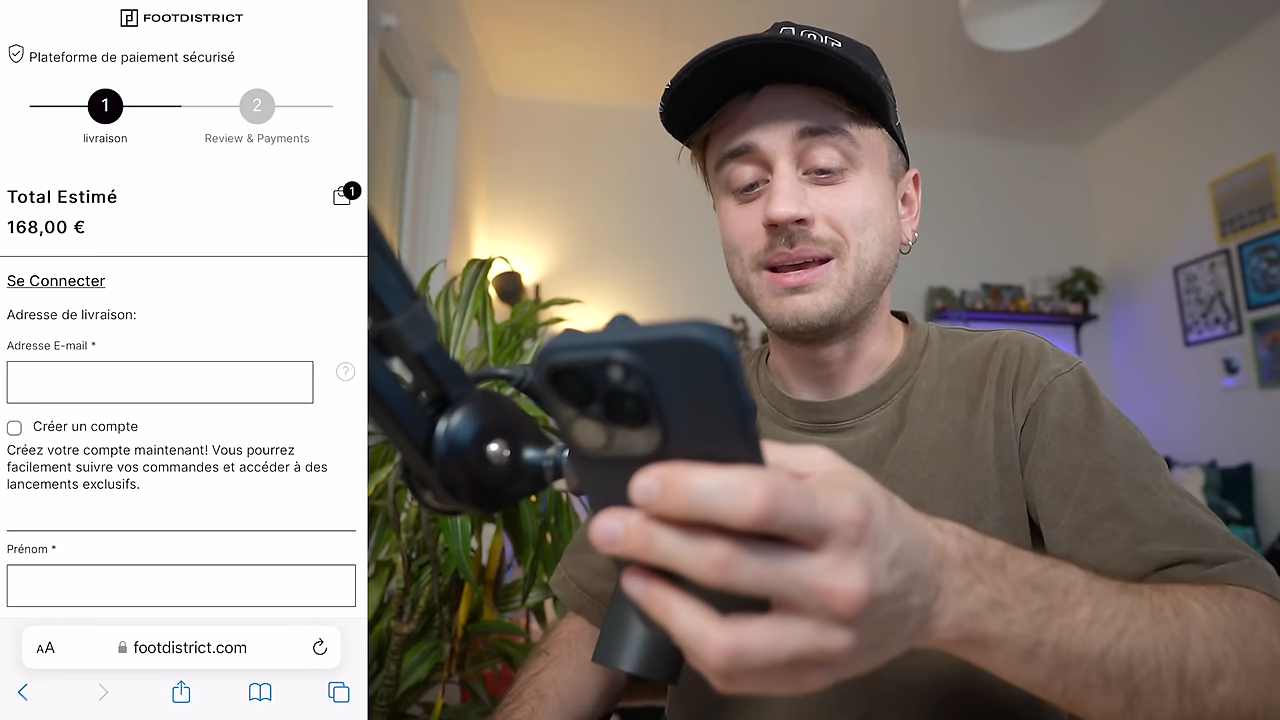 FOOTDISTRICT
Plateforme de paiement sécurisé
1
2
livraison
Review & Payments
Total Estimé
1
168,00 €
Se Connecter
Adresse de livraison:
Adresse E-mail *
?
Créer un compte
Créez votre compte maintenant! Vous pourrez
facilement suivre vos commandes et accéder à des
lancements exclusifs.
Prénom *
AA
footdistrict.com